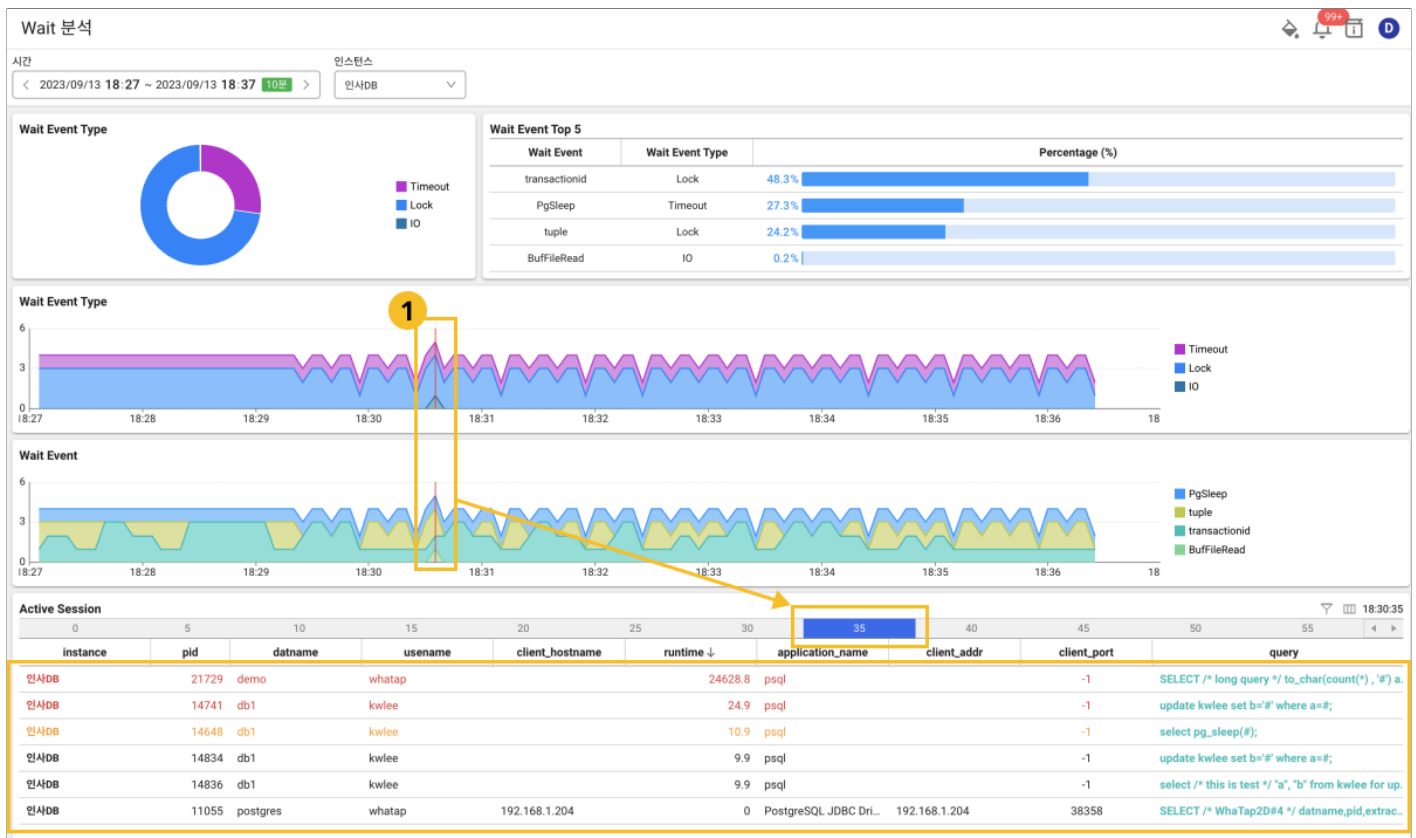 Wait 분석
99+
D
시간
인스턴스
2023/09/13 18:27 ~ 2023/09/13 18:37 10분
인사DB
Wait Event Type
Timeout
Lock
IO
Wait Event Top 5
Wait Event Wait Event Type Percentage (%)
transactionid Lock 48.3%
PgSleep Timeout 27.3%
tuple Lock 24.2%
BufFileRead IO 0.2%
Wait Event Type
1
6
3
0
18:27 18:28 18:29 18:30 18:31 18:32 18:33 18:34 18:35 18:36 18
Timeout
Lock
IO
Wait Event
6
3
0
18:27 18:28 18:29 18:30 18:31 18:32 18:33 18:34 18:35 18:36 18
PgSleep
tuple
transactionid
BufFileRead
Active Session 18:30:35
0 5 10 15 20 25 30 35 40 45 50 55
instance pid datname usename client_hostname runtime ↓ application_name client_addr client_port query
인사DB 21729 demo whatap 24628.8 psql -1 SELECT /* long query */ to_char(count(*) , '#') a.
인사DB 14741 db1 kwlee 24.9 psql -1 update kwlee set b='#' where a=#;
인사DB 14648 db1 kwlee 10.9 psql -1 select pg_sleep(#);
인사DB 14834 db1 kwlee 9.9 psql -1 update kwlee set b='#' where a=#;
인사DB 14836 db1 kwlee 9.9 psql -1 select /* this is test */ "a", "b" from kwlee for up.
인사DB 11055 postgres whatap 192.168.1.204 0 PostgreSQL JDBC Dri... 192.168.1.204 38358 SELECT /* WhaTap2D#4 */ datname,pid,extrac..